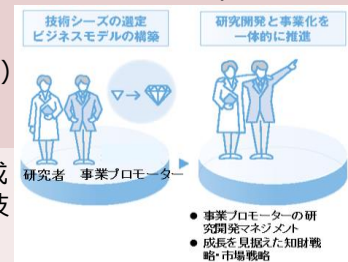 技術シーズの選定
ビジネスモデルの構築
研究開発と事業化を
一体的に推進
)
成
技
研究者 事業プロモーター
● 事業プロモーターの研
究開発マネジメント
● 成長を見据えた知財戦
略・市場戦略